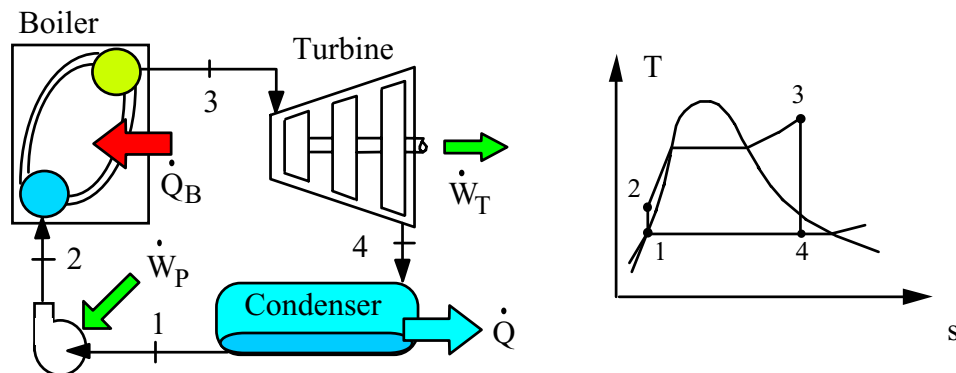 Boiler
Turbine
T
3
3
Q̇B
ẆT
2
4
2
ẆP
1
4
Condenser
1
Q̇
s